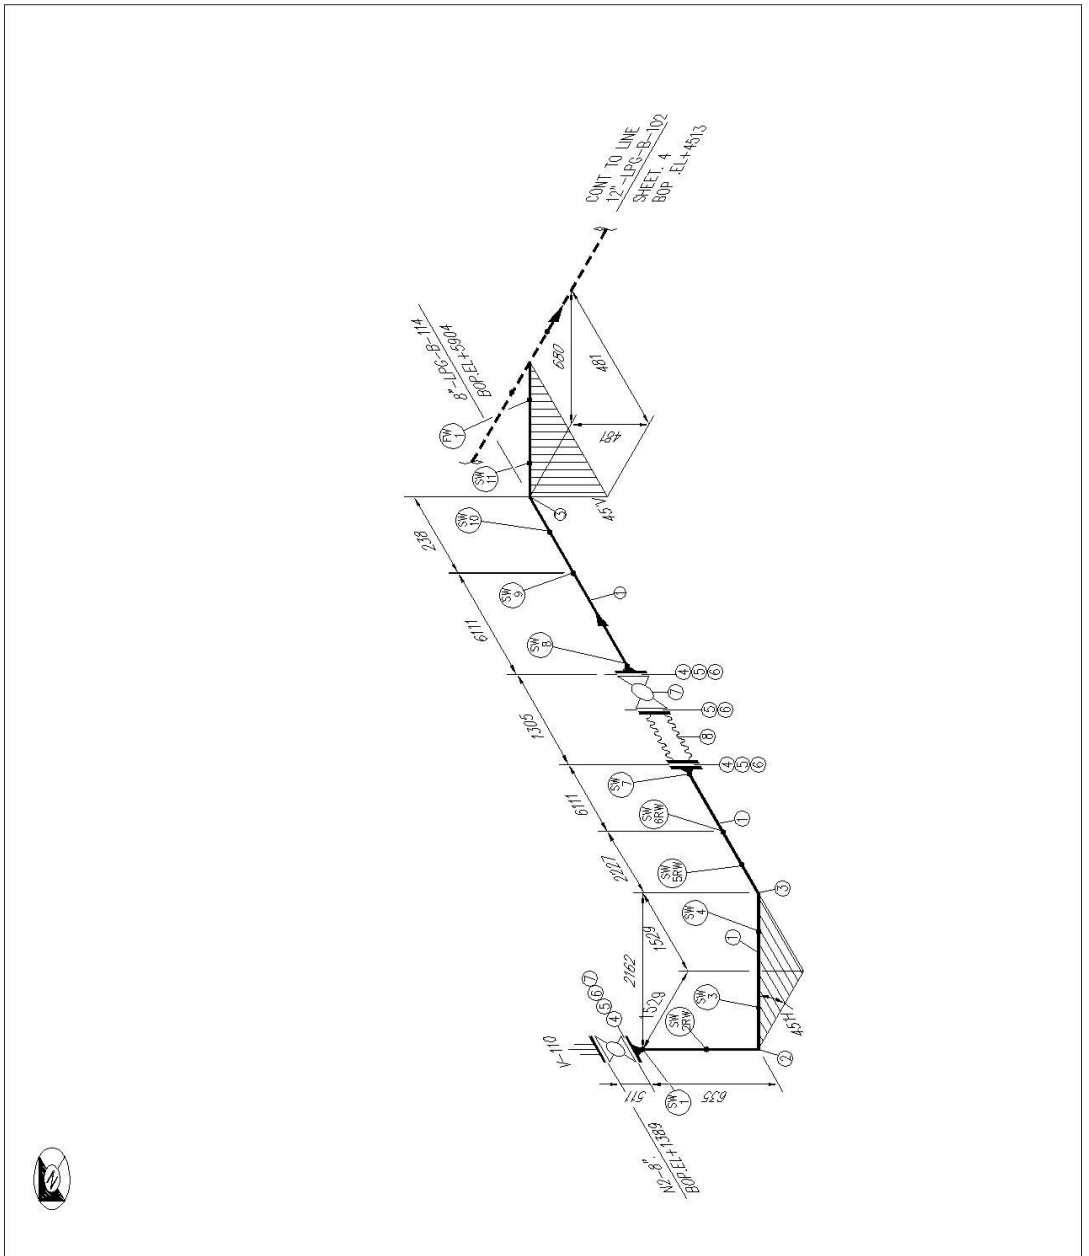 CONT TO LINE
12"-LPG-B-102
SHEET. 4
BOP .EL+4513
8"-LPG-B-114
BOP.EL+5904
680
481
481
FW
1
SW
11
45°V
3
SW
10
238
SW
9
1
6111
SW
8
4 5 6
7
5 6
8
1305
4 5 6
SW
7
6111
SW
6RW
1
SW
5RW
2227
3
SW
4
1
1529
2162
SW
3
1529
SW
2RW
45°H
4 5 6 7
V-110
2
511
635
SW
1
N2-8".
BOP.EL+1389
N